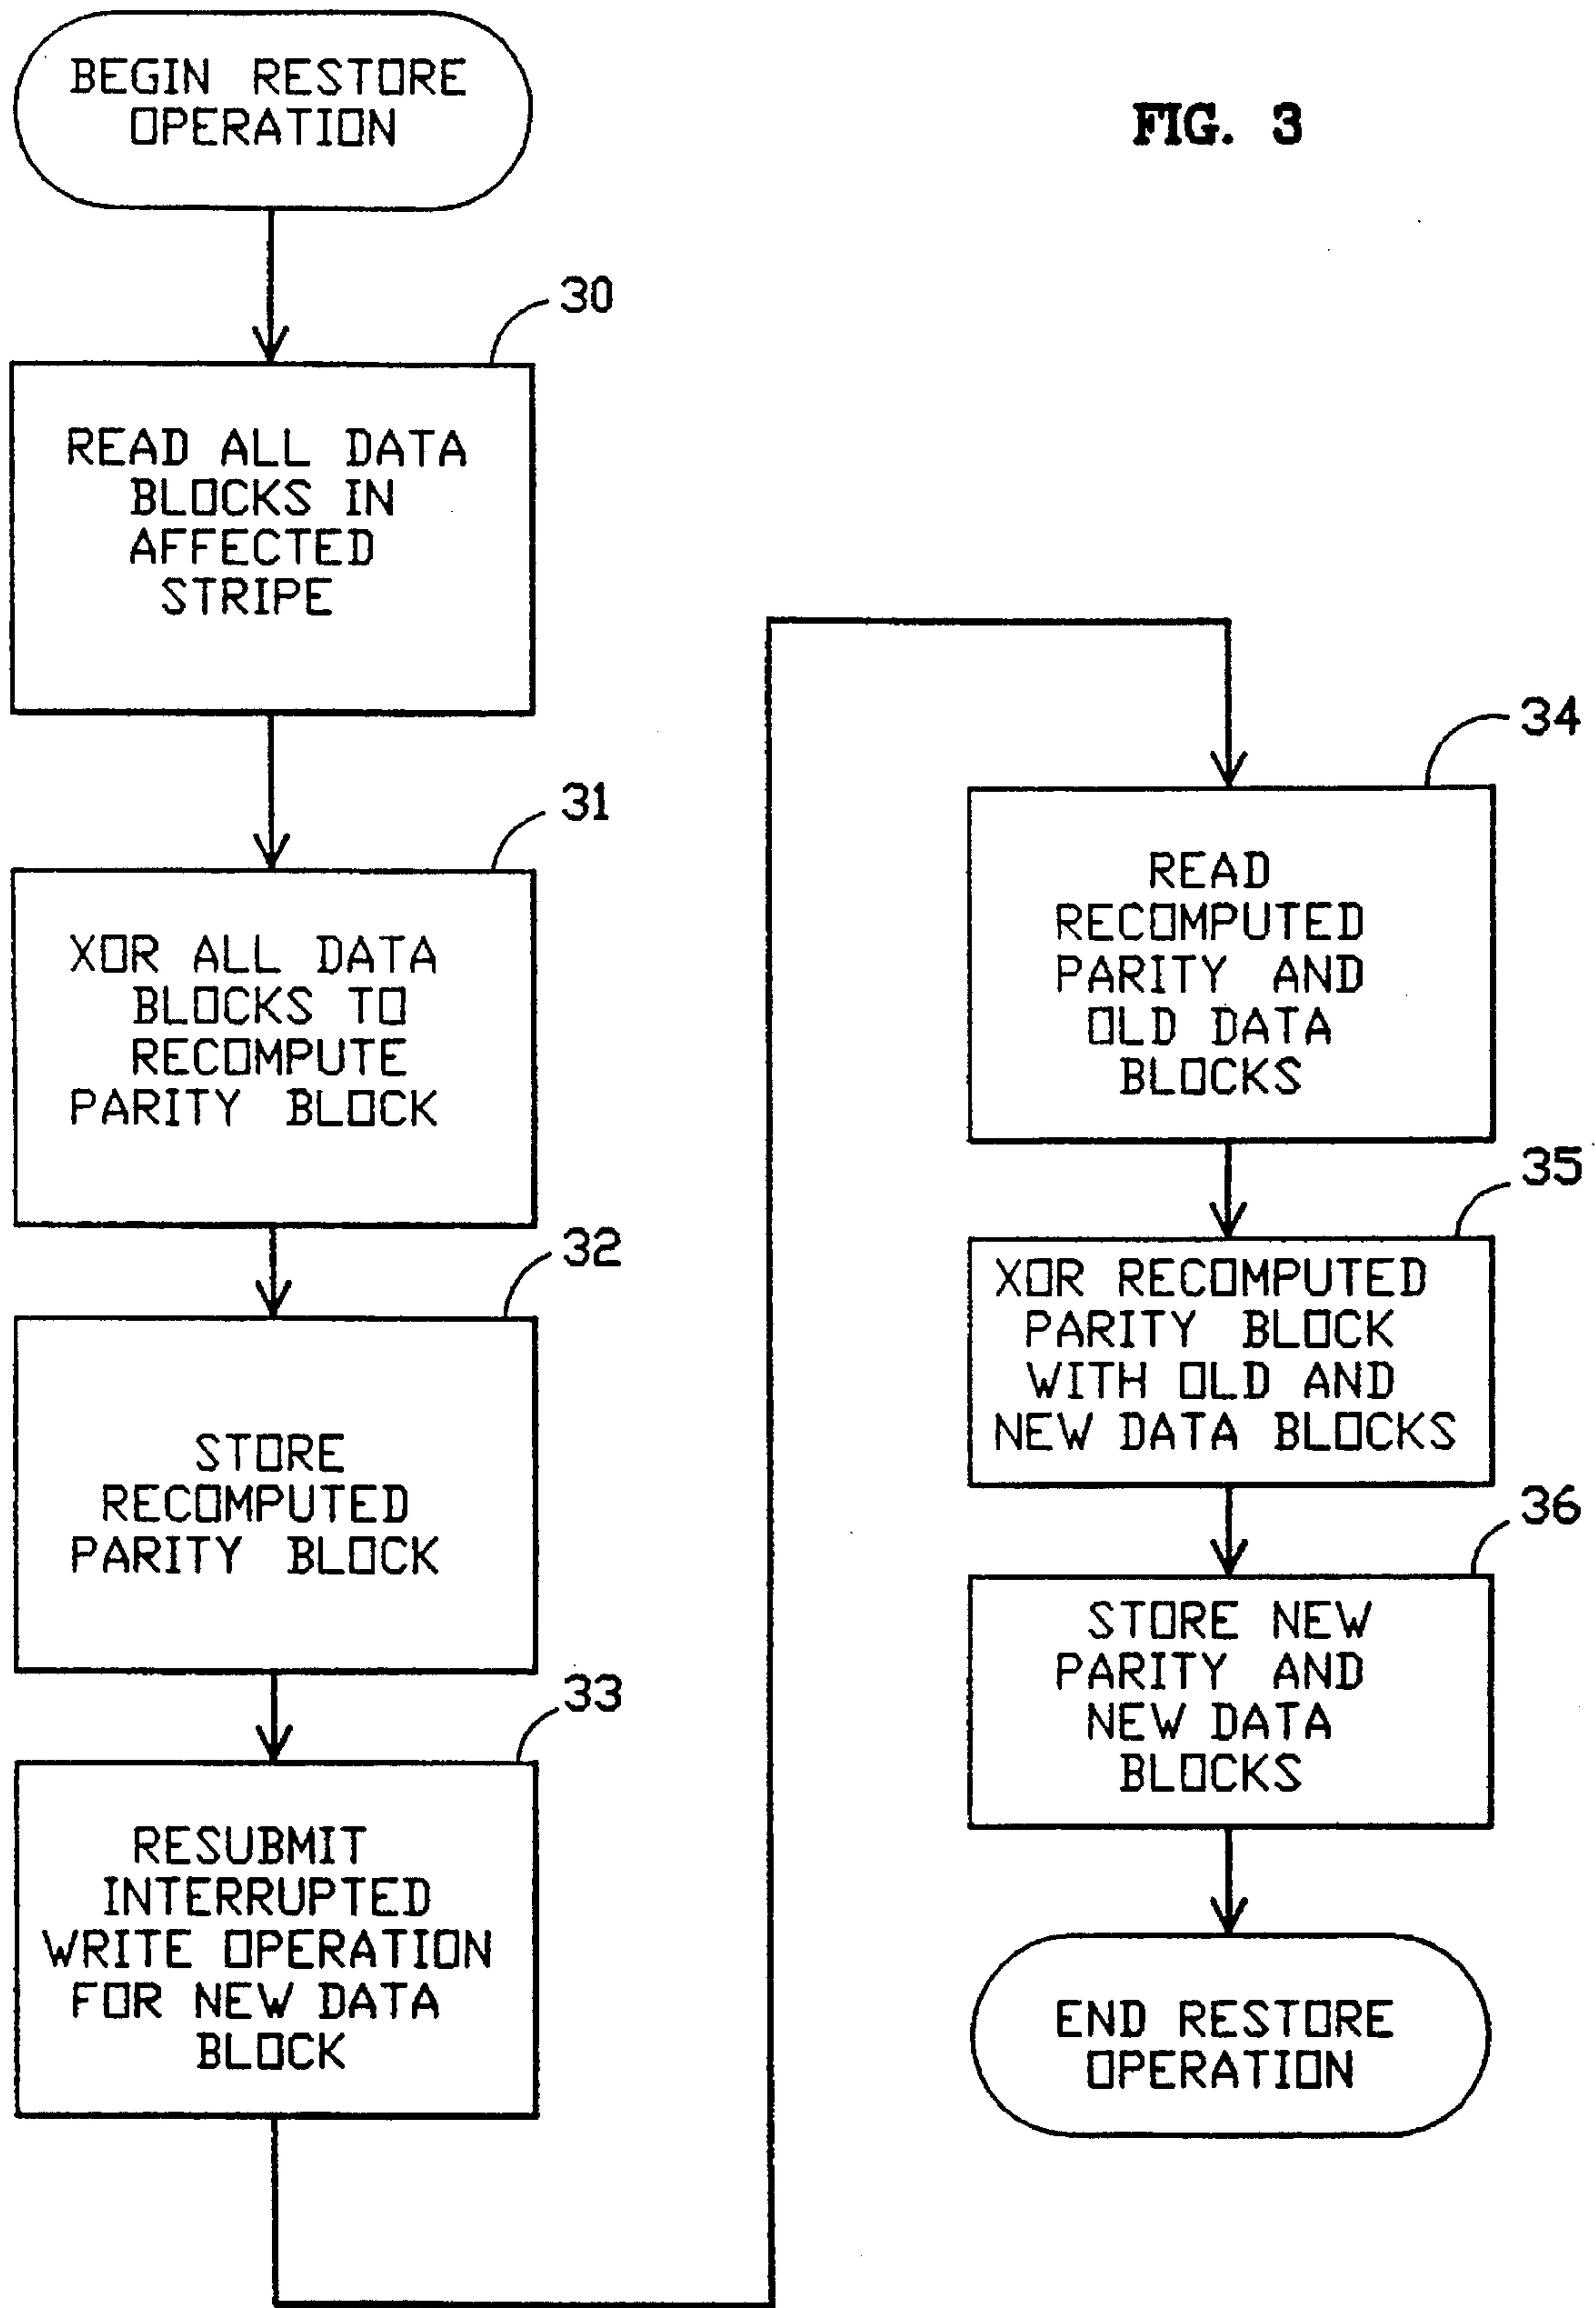 BEGIN RESTORE
OPERATION
FIG. 3
30
READ ALL DATA
BLOCKS IN
AFFECTED
STRIPE
31
XOR ALL DATA
BLOCKS TO
RECOMPUTE
PARITY BLOCK
32
STORE
RECOMPUTED
PARITY BLOCK
33
RESUBMIT
INTERRUPTED
WRITE OPERATION
FOR NEW DATA
BLOCK
34
READ
RECOMPUTED
PARITY AND
OLD DATA
BLOCKS
35
XOR RECOMPUTED
PARITY BLOCK
WITH OLD AND
NEW DATA BLOCKS
36
STORE NEW
PARITY AND
NEW DATA
BLOCKS
END RESTORE
OPERATION